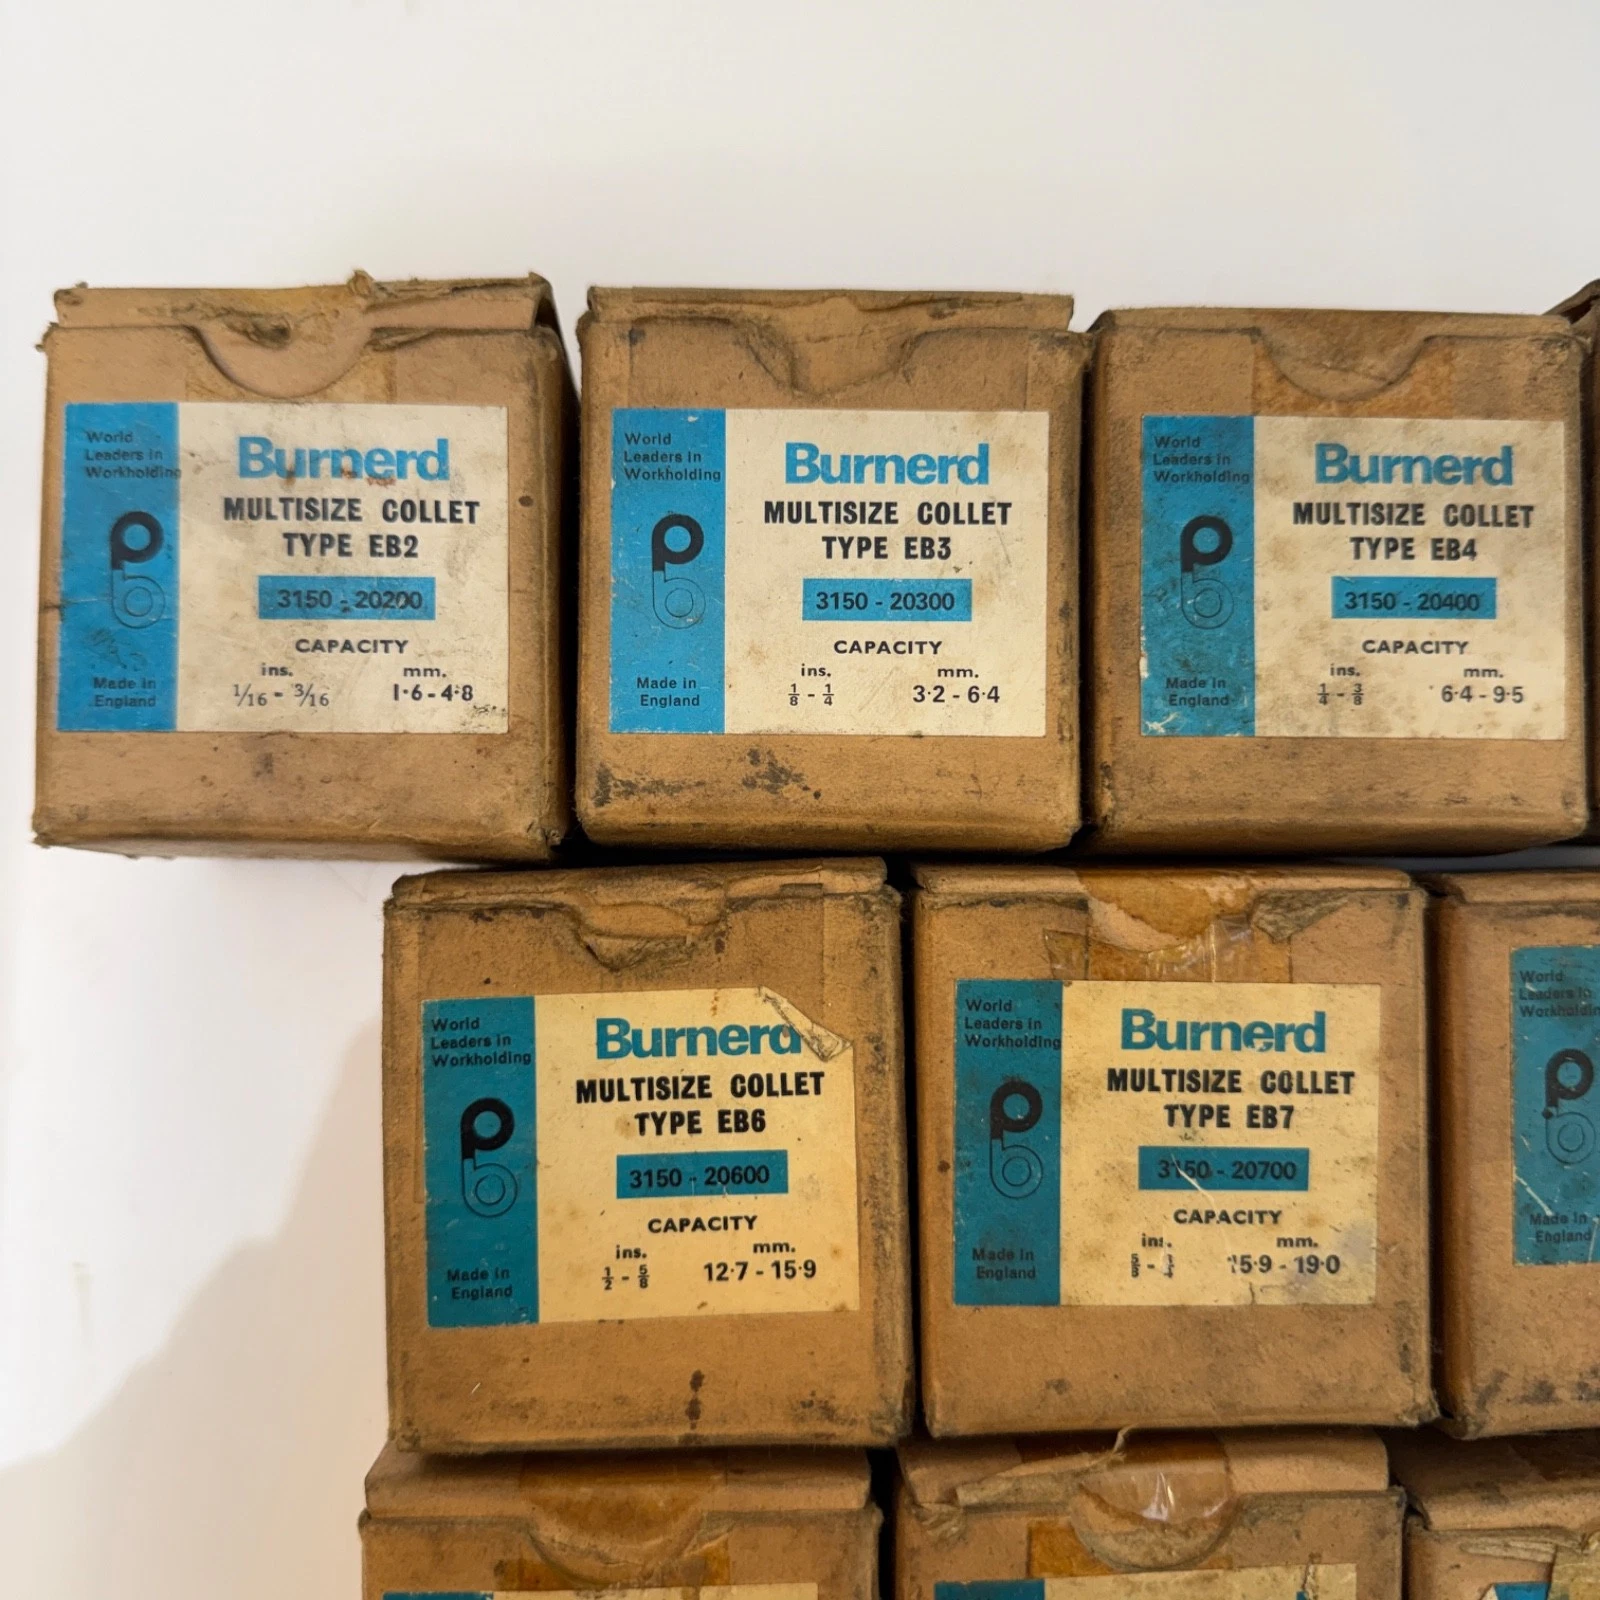 World
Leaders in
Workholding
Made in
England
Burnerd
MULTISIZE COLLET
TYPE EB2
3150 - 20200
CAPACITY
ins. mm.
1/16 - 3/16 1·6 - 4·8
World
Leaders in
Workholding
Made in
England
Burnerd
MULTISIZE COLLET
TYPE EB3
3150 - 20300
CAPACITY
ins. mm.
1/8 - 1/4 3·2 - 6·4
World
Leaders in
Workholding
Made in
England
Burnerd
MULTISIZE COLLET
TYPE EB4
3150 - 20400
CAPACITY
ins. mm.
1/4 - 3/8 6·4 - 9·5
World
Leaders in
Workholding
Made in
England
Burnerd
MULTISIZE COLLET
TYPE EB6
3150 - 20600
CAPACITY
ins. mm.
1/2 - 5/8 12·7 - 15·9
World
Leaders in
Workholding
Made in
England
Burnerd
MULTISIZE COLLET
TYPE EB7
3150 - 20700
CAPACITY
ins. mm.
5/8 - 15·9 - 19·0
World
Leaders in
Workholdin
Made in
England